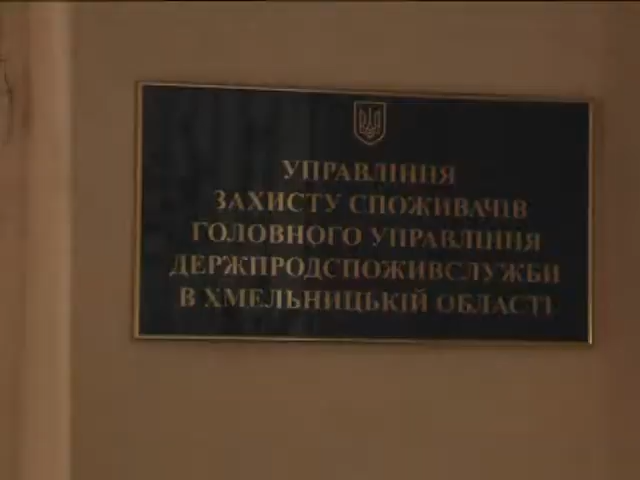 УПРАВЛІННЯ
ЗАХИСТУ СПОЖИВАЧІВ
ГОЛОВНОГО УПРАВЛІННЯ
ДЕРЖПРОДСПОЖИВСЛУЖБИ
В ХМЕЛЬНИЦЬКІЙ ОБЛАСТІ